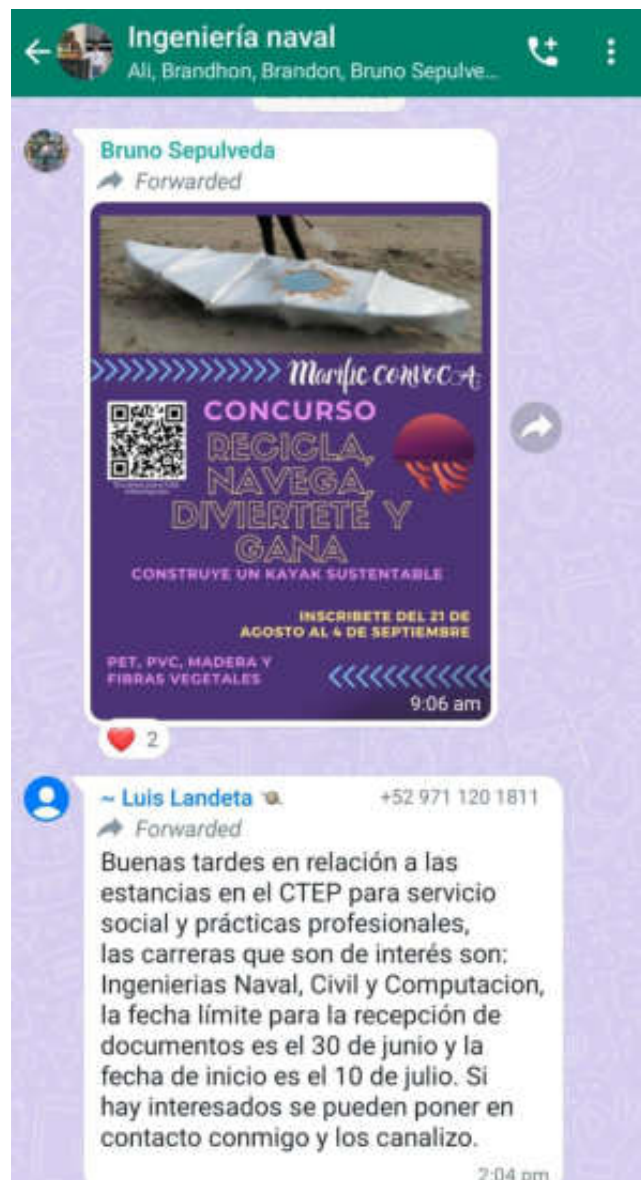 Ingeniería naval
Ali, Brandhon, Brandon, Bruno Sepulve...
Bruno Sepulveda
Forwarded
Marific CONVOCA:
CONCURSO
RECICLA,
NAVEGA,
DIVIERTETE Y
GANA
CONSTRUYE UN KAYAK SUSTENTABLE
INSCRIBETE DEL 21 DE
AGOSTO AL 4 DE SEPTIEMBRE
PET, PVC, MADERA Y
FIBRAS VEGETALES
9:06 am
2
~ Luis Landeta +52 971 120 1811
Forwarded
Buenas tardes en relación a las
estancias en el CTEP para servicio
social y prácticas profesionales,
las carreras que son de interés son:
Ingenierias Naval, Civil y Computacion,
la fecha límite para la recepción de
documentos es el 30 de junio y la
fecha de inicio es el 10 de julio. Si
hay interesados se pueden poner en
contacto conmigo y los canalizo.
2:04 pm